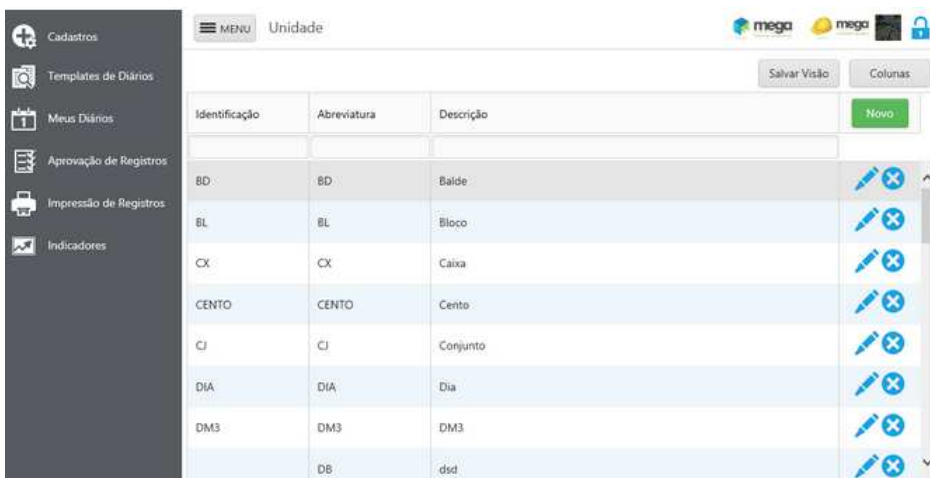 MENU Unidade mega mega
Cadastros
Templates de Diários
Meus Diários
Aprovação de Registros
Impressão de Registros
Indicadores
Salvar Visão Colunas
Identificação Abreviatura Descrição Novo
BD BD Balde
BL BL Bloco
CX CX Caixa
CENTO CENTO Cento
CJ CJ Conjunto
DIA DIA Dia
DM3 DM3 DM3
DB dsd